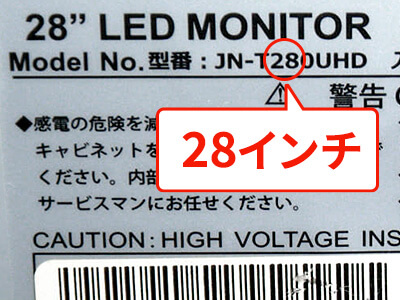 28” LED MONITOR
Model No.型番：JN-T280UHD
警告
◆感電の危険を減
28インチ
キャビネットを
ください。内部
サービスマンにお任せください。
CAUTION: HIGH VOLTAGE INS